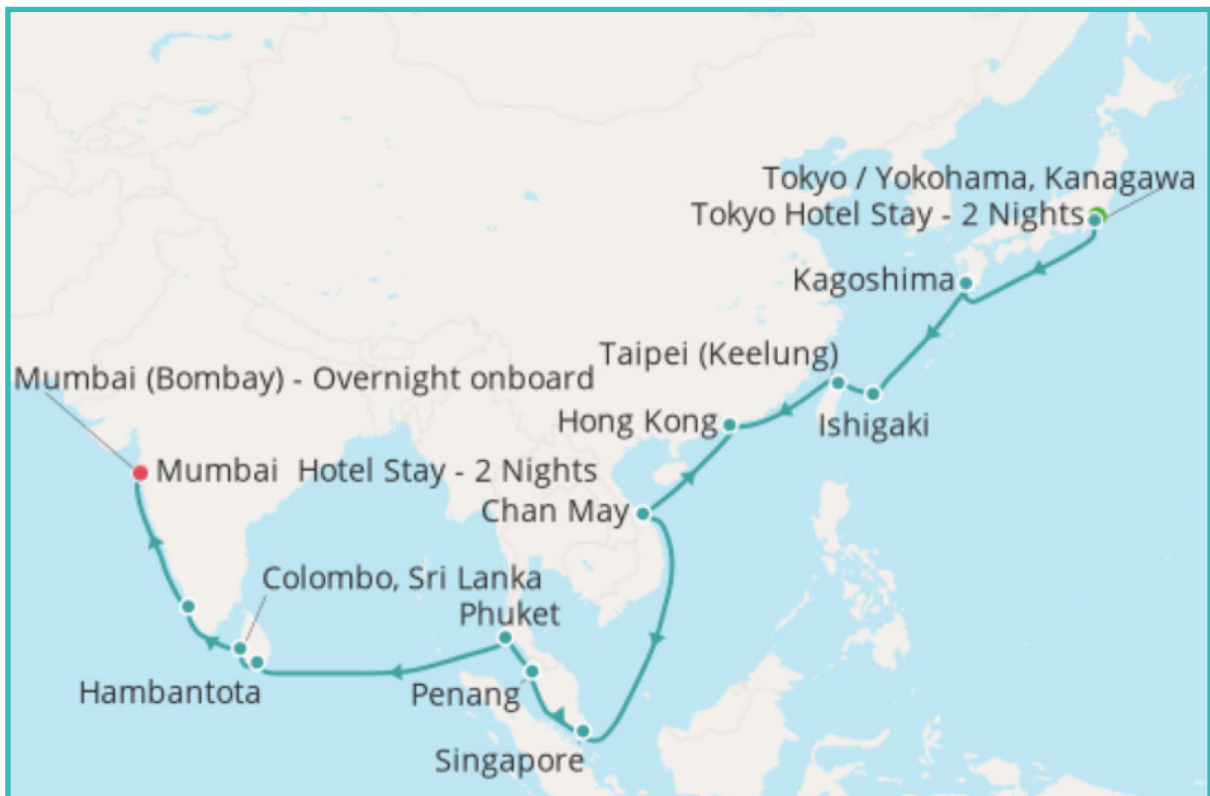 Tokyo / Yokohama, Kanagawa
Tokyo Hotel Stay - 2 Nights
Kagoshima
Taipei (Keelung)
Mumbai (Bombay) - Overnight onboard
Hong Kong
Ishigaki
Mumbai  Hotel Stay - 2 Nights
Chan May
Colombo, Sri Lanka
Phuket
Hambantota
Penang
Singapore